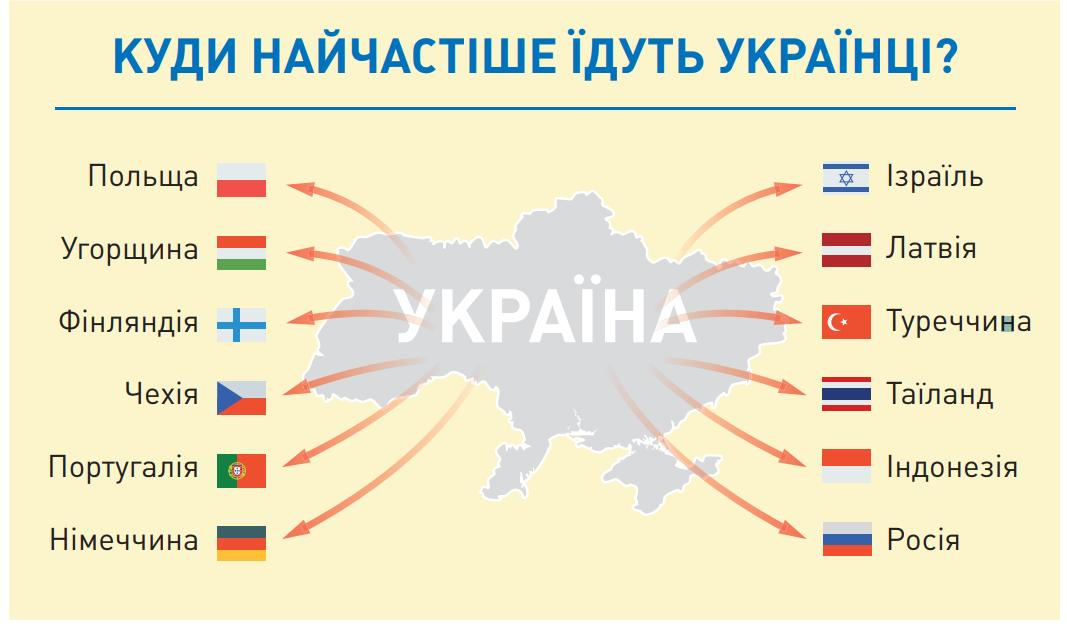 КУДИ НАЙЧАСТІШЕ ЇДУТЬ УКРАЇНЦІ?
Польща
Угорщина
Фінляндія
Чехія
Португалія
Німеччина
УКРАЇНА
Ізраїль
Латвія
Туреччина
Таїланд
Індонезія
Росія